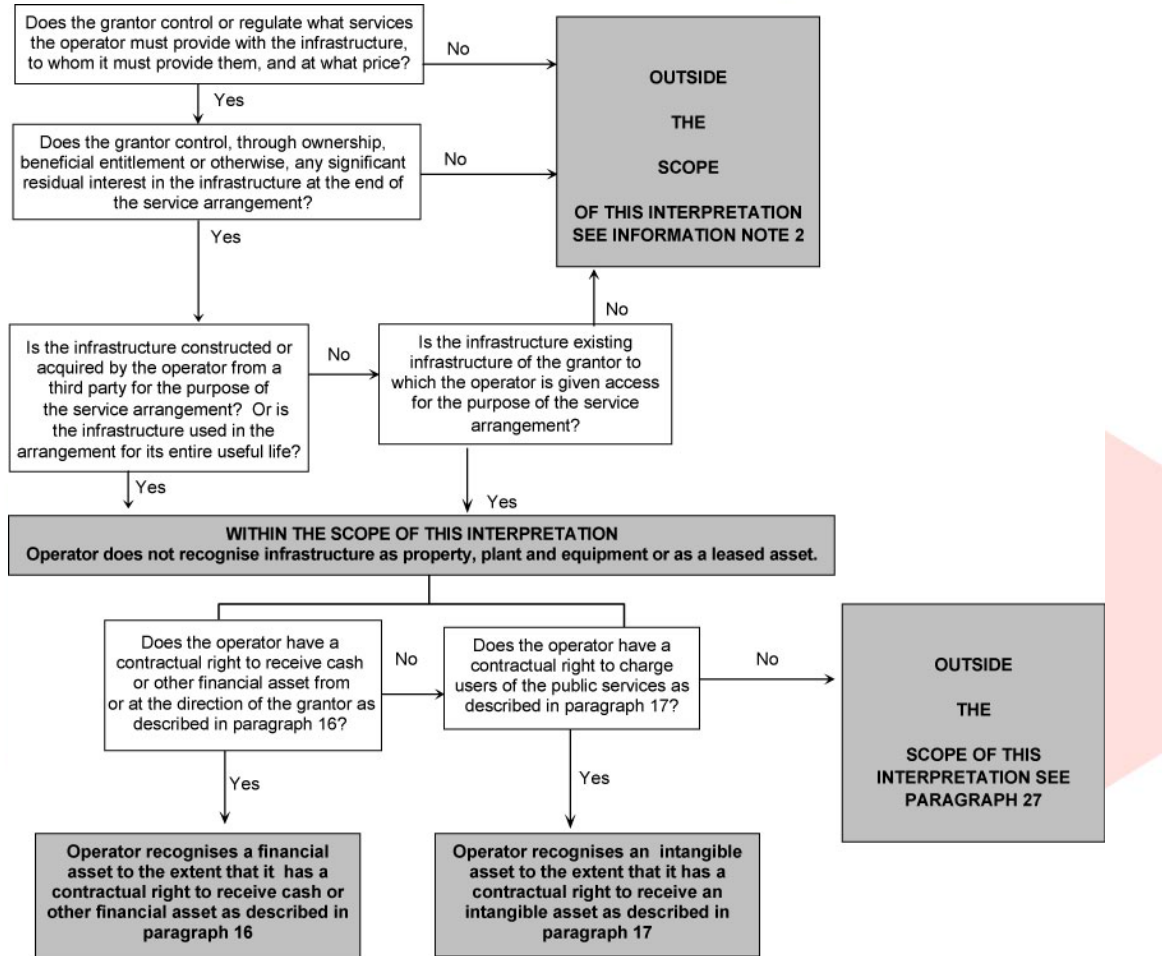 Does the grantor control or regulate what services
the operator must provide with the infrastructure,
to whom it must provide them, and at what price?
No
Yes
OUTSIDE
THE
SCOPE
OF THIS INTERPRETATION
SEE INFORMATION NOTE 2
Does the grantor control, through ownership,
beneficial entitlement or otherwise, any significant
residual interest in the infrastructure at the end of
the service arrangement?
No
Yes
No
Is the infrastructure constructed or
acquired by the operator from a
third party for the purpose of
the service arrangement? Or is
the infrastructure used in the
arrangement for its entire useful life?
No
Is the infrastructure existing
infrastructure of the grantor to
which the operator is given access
for the purpose of the service
arrangement?
Yes
Yes
WITHIN THE SCOPE OF THIS INTERPRETATION
Operator does not recognise infrastructure as property, plant and equipment or as a leased asset.
Does the operator have a
contractual right to receive cash
or other financial asset from
or at the direction of the grantor as
described in paragraph 16?
No
Does the operator have a
contractual right to charge
users of the public services as
described in paragraph 17?
No
OUTSIDE
THE
SCOPE OF THIS
INTERPRETATION SEE
PARAGRAPH 27
Yes
Yes
Operator recognises a financial
asset to the extent that it has a
contractual right to receive cash or
other financial asset as described in
paragraph 16
Operator recognises an intangible
asset to the extent that it has a
contractual right to receive an
intangible asset as described in
paragraph 17